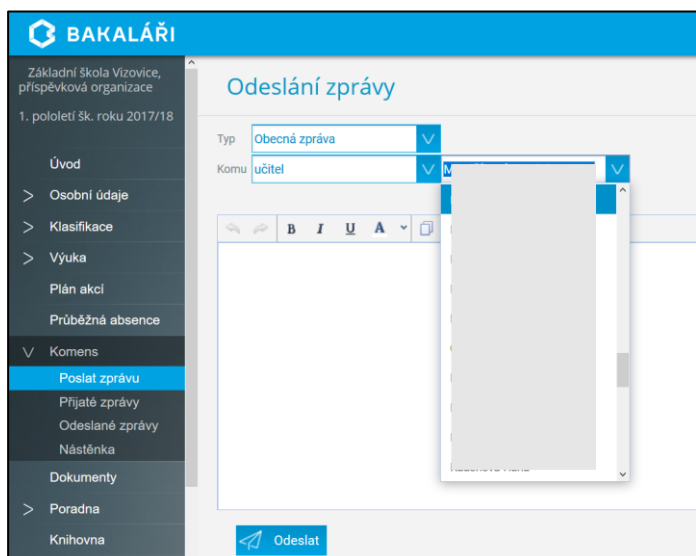 BAKALÁŘI
Základní škola Vizovice,
příspěvková organizace
1. pololetí šk. roku 2017/18
Úvod
Osobní údaje
Klasifikace
Výuka
Plán akcí
Průběžná absence
Komens
Poslat zprávu
Přijaté zprávy
Odeslané zprávy
Nástěnka
Dokumenty
Poradna
Knihovna
Odeslání zprávy
Typ Obecná zpráva
Komu učitel
B I U A
Odeslat